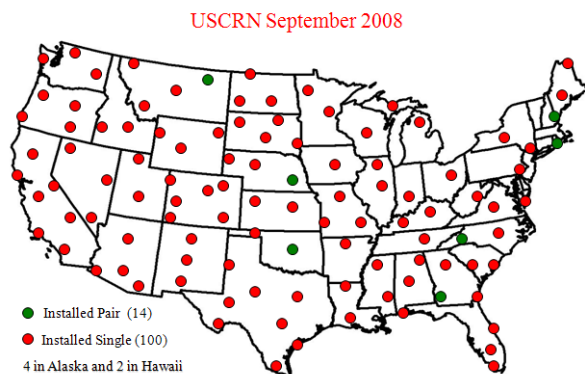 USCRN September 2008
Installed Pair (14)
Installed Single (100)
4 in Alaska and 2 in Hawaii